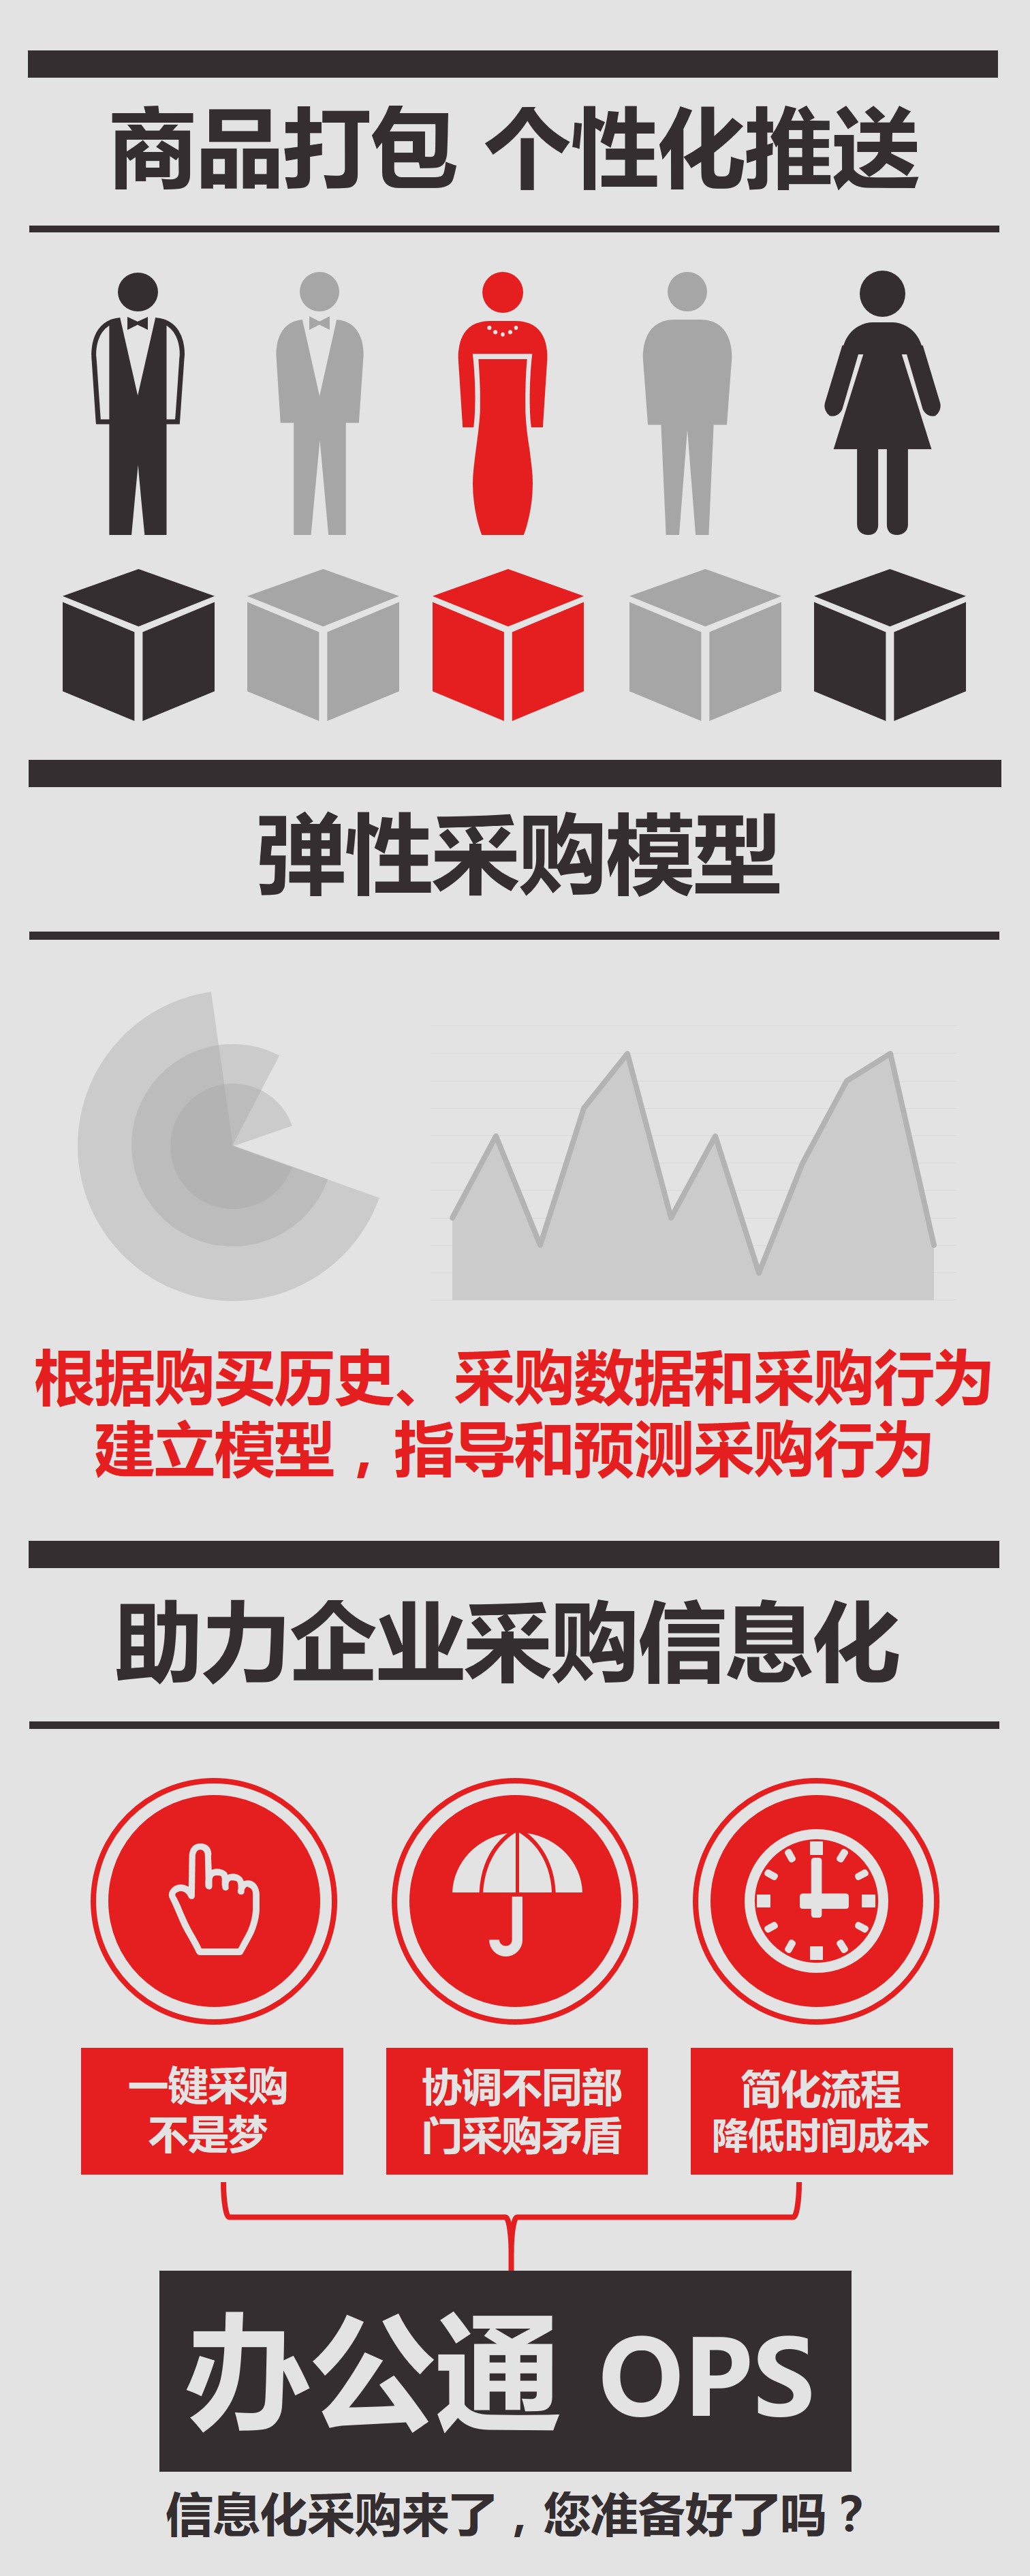 商品打包 个性化推送
弹性采购模型
根据购买历史、采购数据和采购行为
建立模型，指导和预测采购行为
助力企业采购信息化
一键采购
不是梦
协调不同部
门采购矛盾
简化流程
降低时间成本
办公通 OPS
信息化采购来了，您准备好了吗？